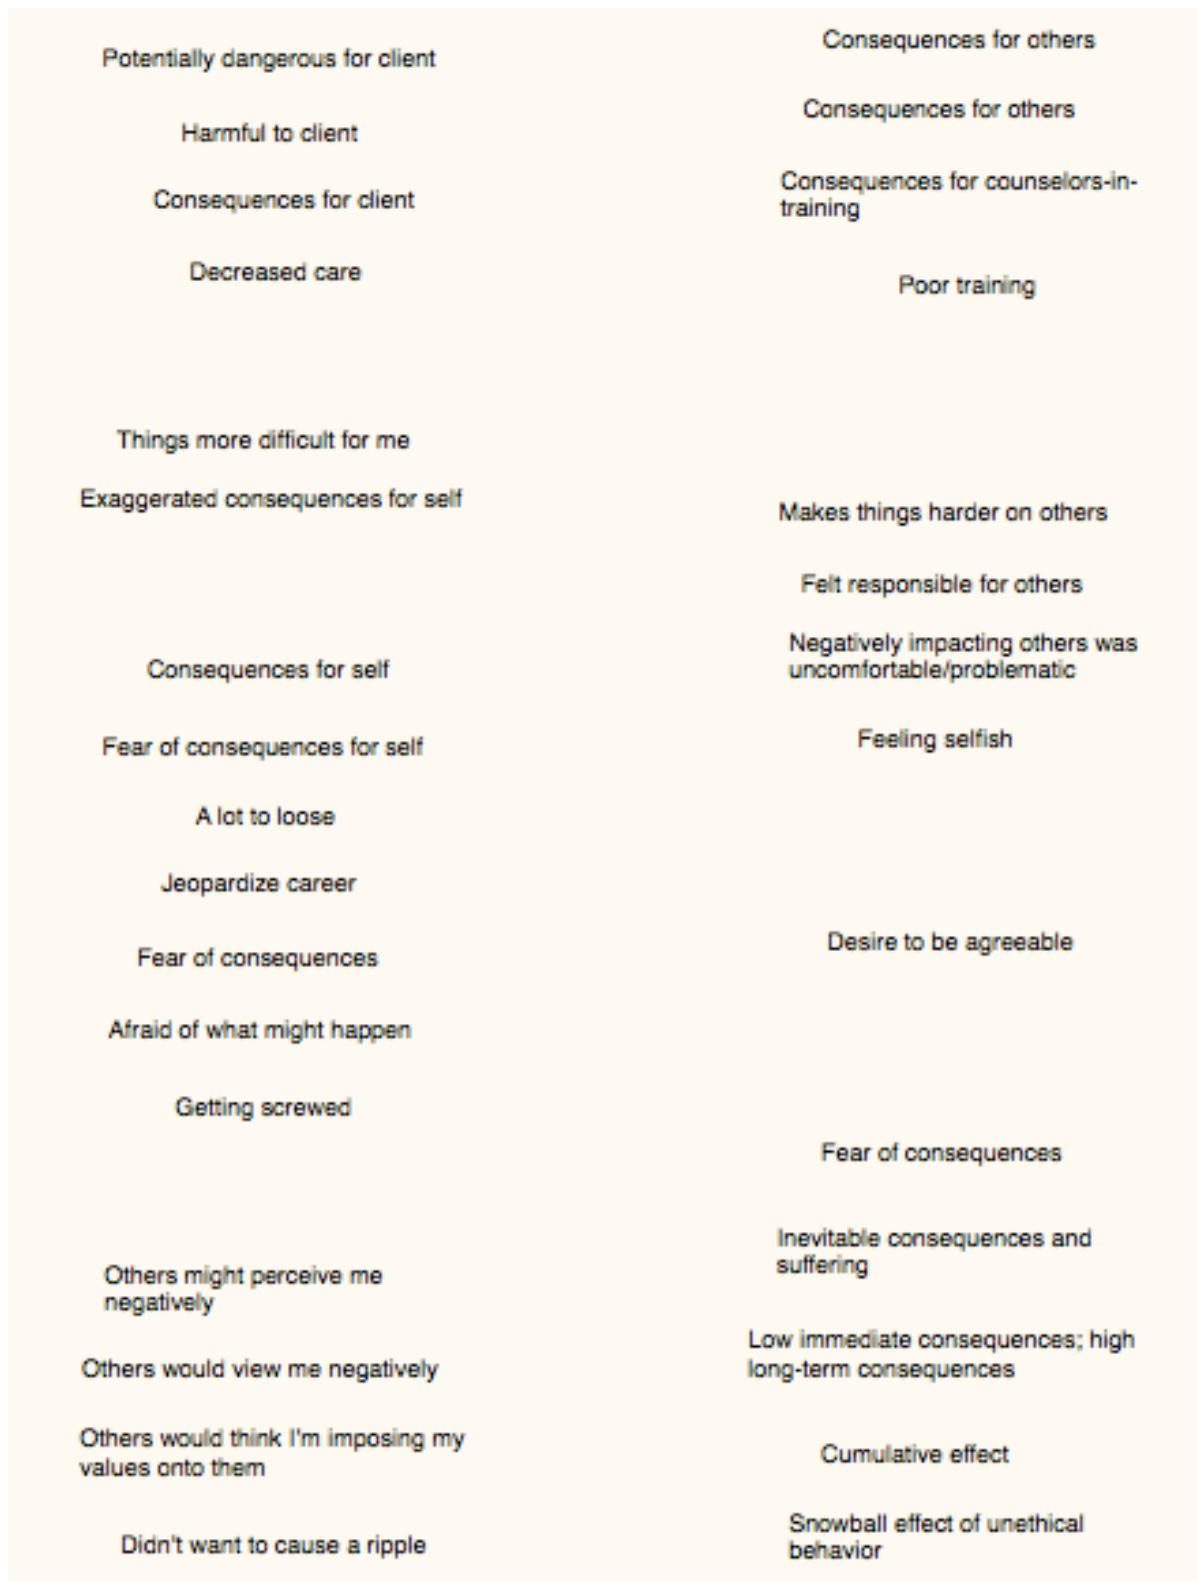 Potentially dangerous for client
Harmful to client
Consequences for client
Decreased care
Things more difficult for me
Exaggerated consequences for self
Consequences for self
Fear of consequences for self
A lot to loose
Jeopardize career
Fear of consequences
Afraid of what might happen
Getting screwed
Others might perceive me
negatively
Others would view me negatively
Others would think I'm imposing my
values onto them
Didn't want to cause a ripple
Consequences for others
Consequences for others
Consequences for counselors-in-
training
Poor training
Makes things harder on others
Felt responsible for others
Negatively impacting others was
uncomfortable/problematic
Feeling selfish
Desire to be agreeable
Fear of consequences
Inevitable consequences and
suffering
Low immediate consequences; high
long-term consequences
Cumulative effect
Snowball effect of unethical
behavior